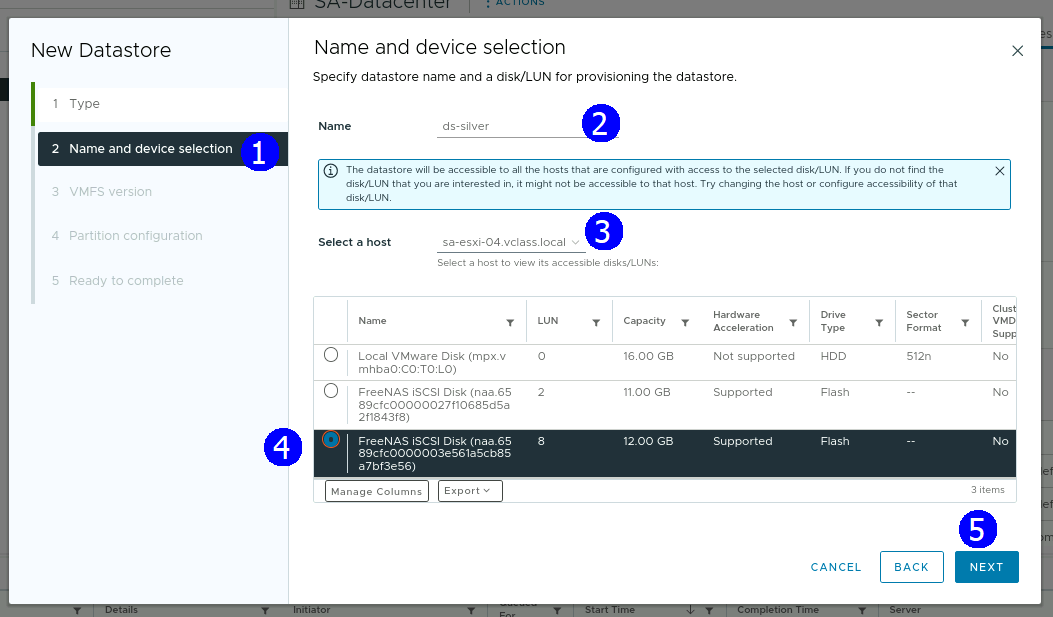 SA-Datacenter
ACTIONS
New Datastore
1 Type
2 Name and device selection
1
3 VMFS version
4 Partition configuration
5 Ready to complete
Name and device selection
Specify datastore name and a disk/LUN for provisioning the datastore.
Name ds-silver
2
The datastore will be accessible to all the hosts that are configured with access to the selected disk/LUN. If you do not find the
disk/LUN that you are interested in, it might not be accessible to that host. Try changing the host or configure accessibility of that
disk/LUN.
Select a host sa-esxi-04.vclass.local
3
Select a host to view its accessible disks/LUNs:
Name LUN Capacity Hardware Acceleration Drive Type Sector Format Clust VMD Supp
Local VMware Disk (mpx.v 0 16.00 GB Not supported HDD 512n No
mhba0:C0:T0:L0)
FreeNAS iSCSI Disk (naa.65 2 11.00 GB Supported Flash -- No
89cfc00000027f10685d5a
2f1843f8)
4
FreeNAS iSCSI Disk (naa.65 8 12.00 GB Supported Flash -- No
89cfc0000003e561a5cb85
a7bf3e56)
Manage Columns Export 3 items
5
CANCEL BACK NEXT
Details Initiator Queued For Start Time Completion Time Server